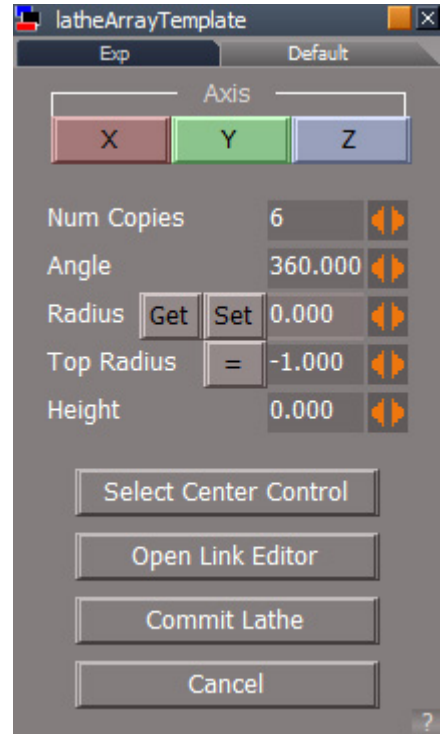 latheArrayTemplate
Exp Default
Axis
X Y Z
Num Copies 6
Angle 360.000
Radius Get Set 0.000
Top Radius = -1.000
Height 0.000
Select Center Control
Open Link Editor
Commit Lathe
Cancel
?